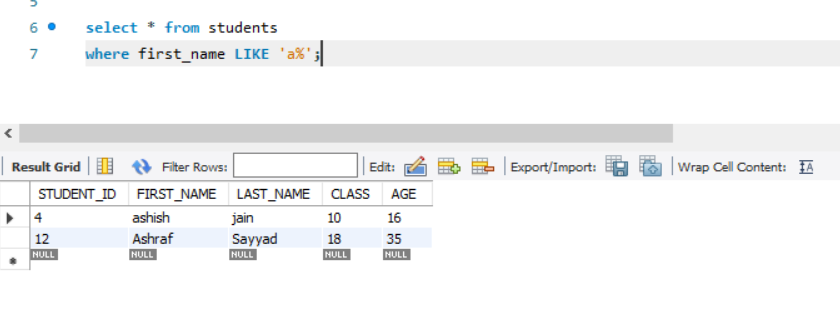 5
6 select * from students
7 where first_name LIKE 'a%';
Result Grid Filter Rows: Edit: Export/Import: Wrap Cell Content: IA
STUDENT_ID FIRST_NAME LAST_NAME CLASS AGE
4 ashish jain 10 16
12 Ashraf Sayyad 18 35
NULL NULL NULL NULL NULL